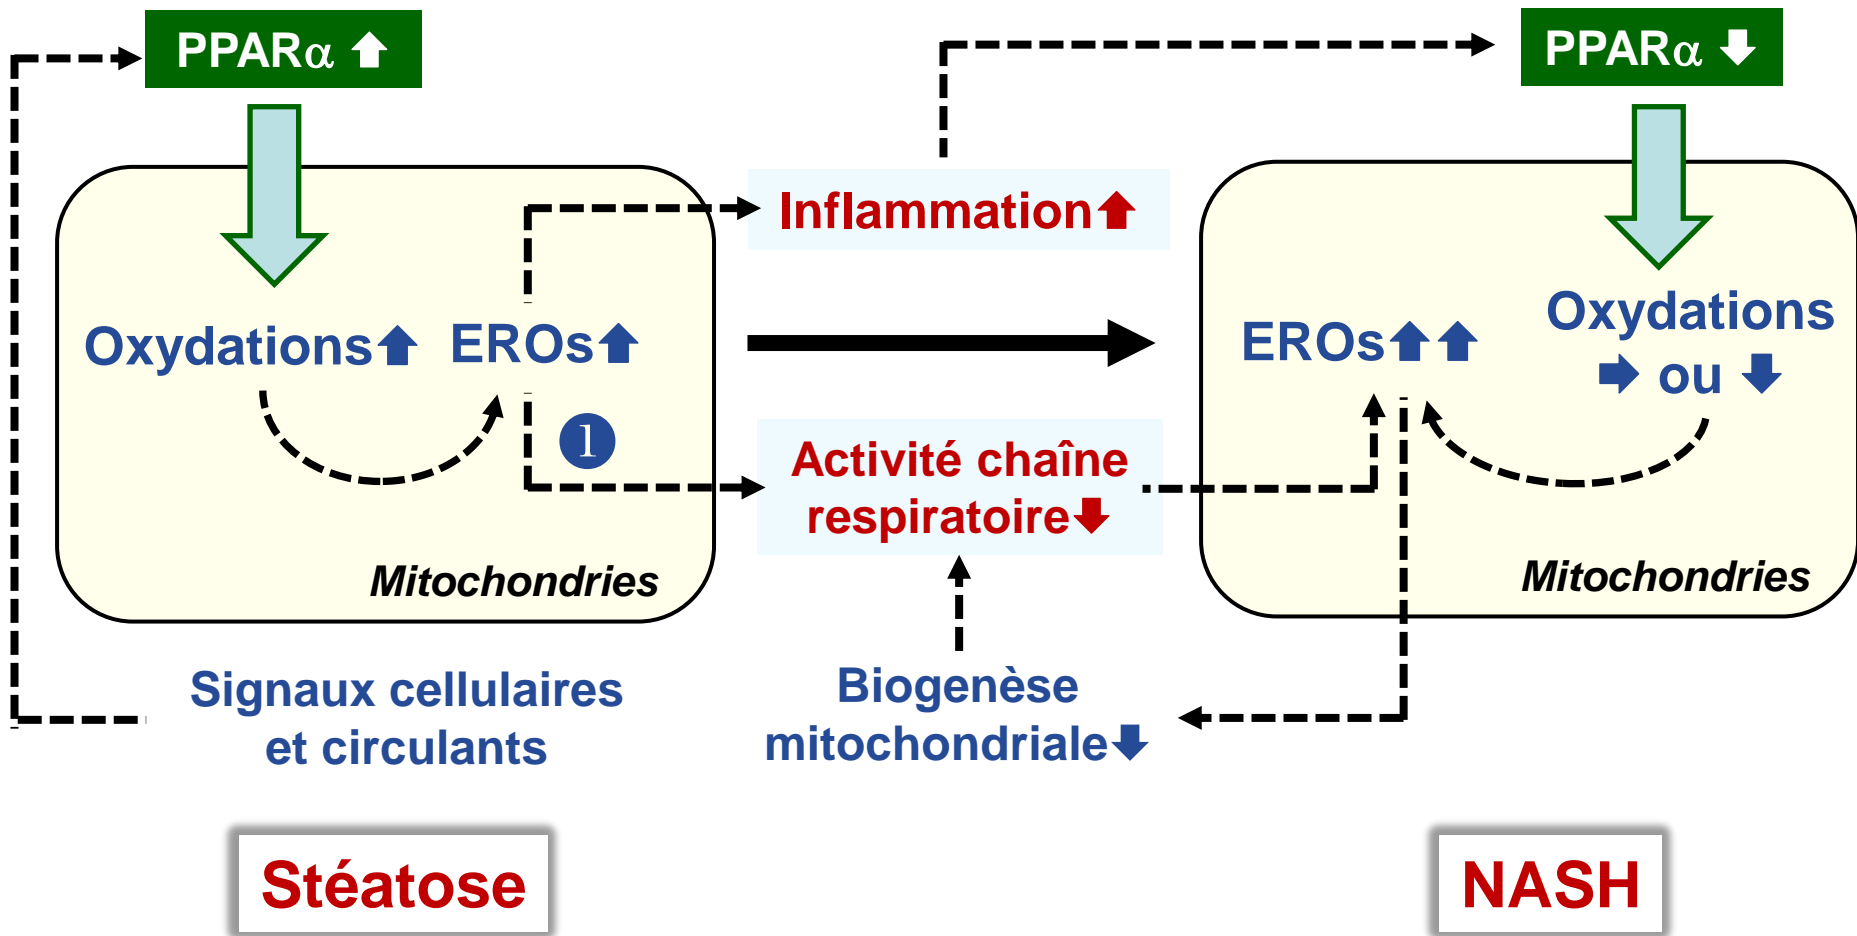 PPARα
PPARα
Inflammation
Oxydations
EROs
EROs
Oxydations
ou
1
Activité chaîne
respiratoire
Mitochondries
Mitochondries
Signaux cellulaires
et circulants
Biogenèse
mitochondriale
Stéatose
NASH